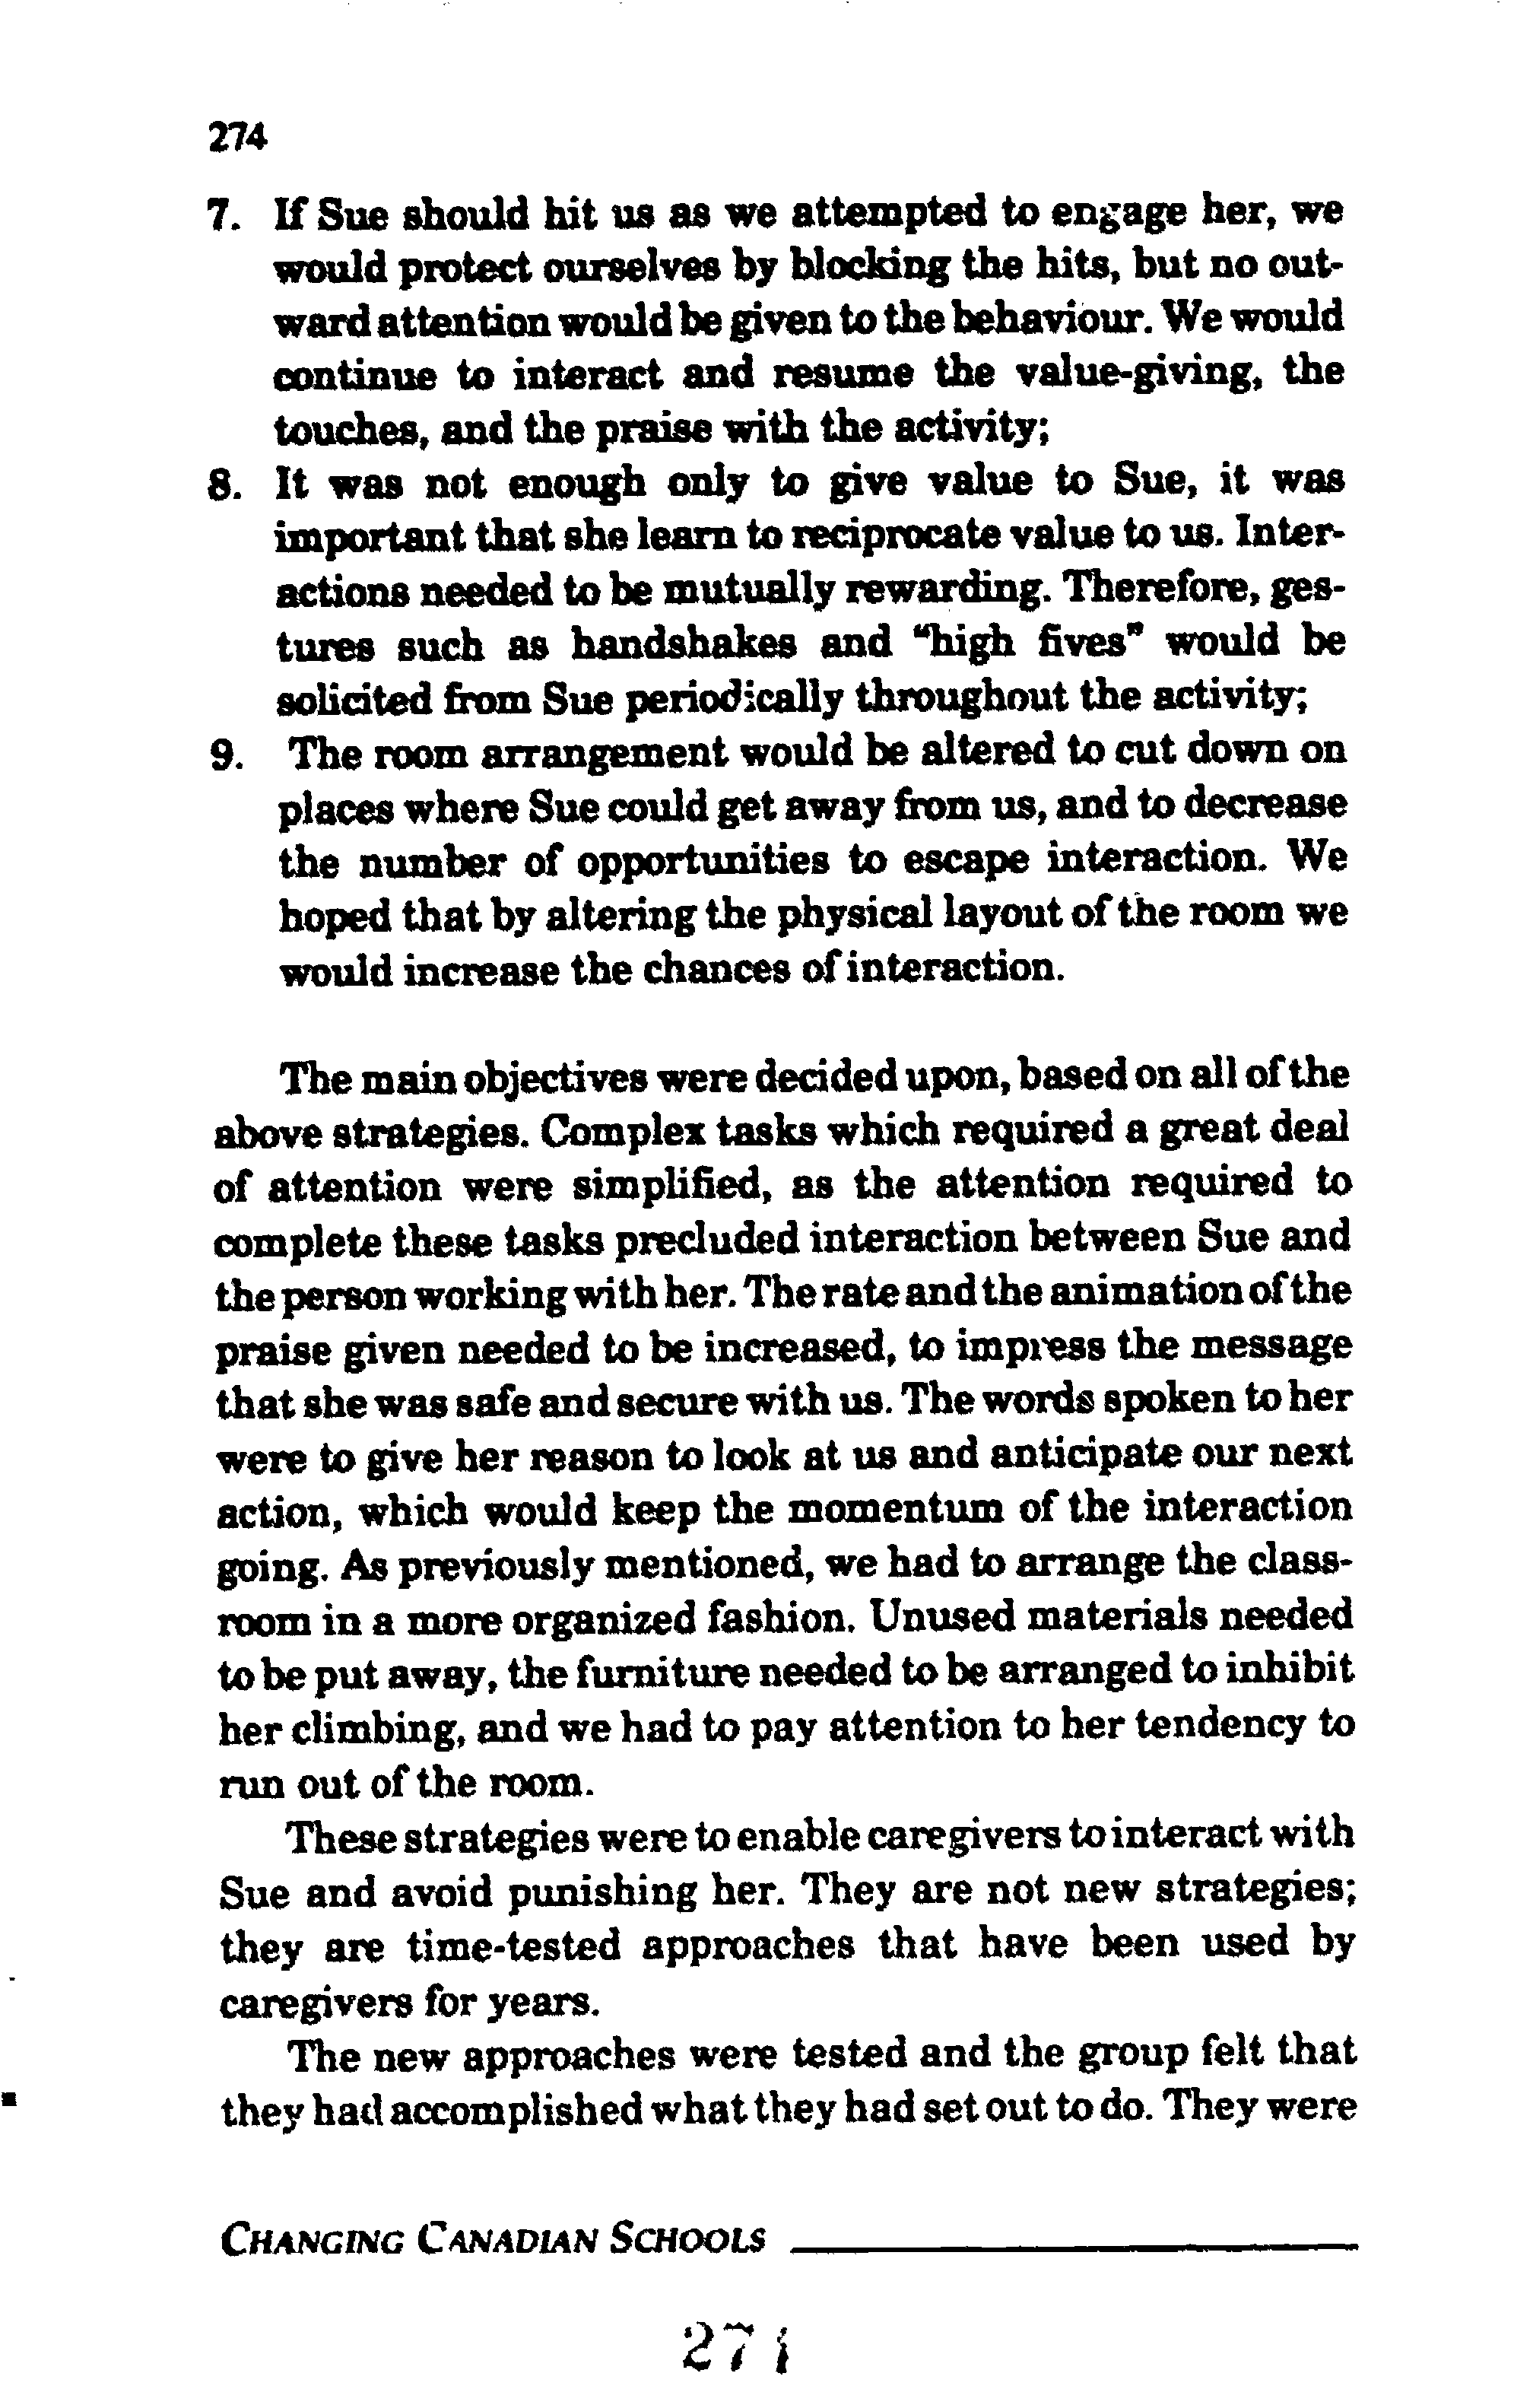 274
7. If Sue should hit us as we attempted to engage her, we
would protect ourselves by blocking the hits, but no out-
ward attention would be given to the behaviour. We would
continue to interact and resume the value-giving, the
touches, and the praise with the activity;
8. It was not enough only to give value to Sue, it was
important that she learn to reciprocate value to us. Inter-
actions needed to be mutually rewarding. Therefore, ges-
tures such as handshakes and "high fives" would be
solicited from Sue periodically throughout the activity;
9. The room arrangement would be altered to cut down on
places where Sue could get away from us, and to decrease
the number of opportunities to escape interaction. We
hoped that by altering the physical layout of the room we
would increase the chances of interaction.
The main objectives were decided upon, based on all of the
above strategies. Complex tasks which required a great deal
of attention were simplified, as the attention required to
complete these tasks precluded interaction between Sue and
the person working with her. The rate and the animation of the
praise given needed to be increased, to impress the message
that she was safe and secure with us. The words spoken to her
were to give her reason to look at us and anticipate our next
action, which would keep the momentum of the interaction
going. As previously mentioned, we had to arrange the class-
room in a more organized fashion. Unused materials needed
to be put away, the furniture needed to be arranged to inhibit
her climbing, and we had to pay attention to her tendency to
run out of the room.
These strategies were to enable caregivers to interact with
Sue and avoid punishing her. They are not new strategies;
they are time-tested approaches that have been used by
caregivers for years.
The new approaches were tested and the group felt that
they had accomplished what they had set out to do. They were
CHANGING CANADIAN SCHOOLS
271